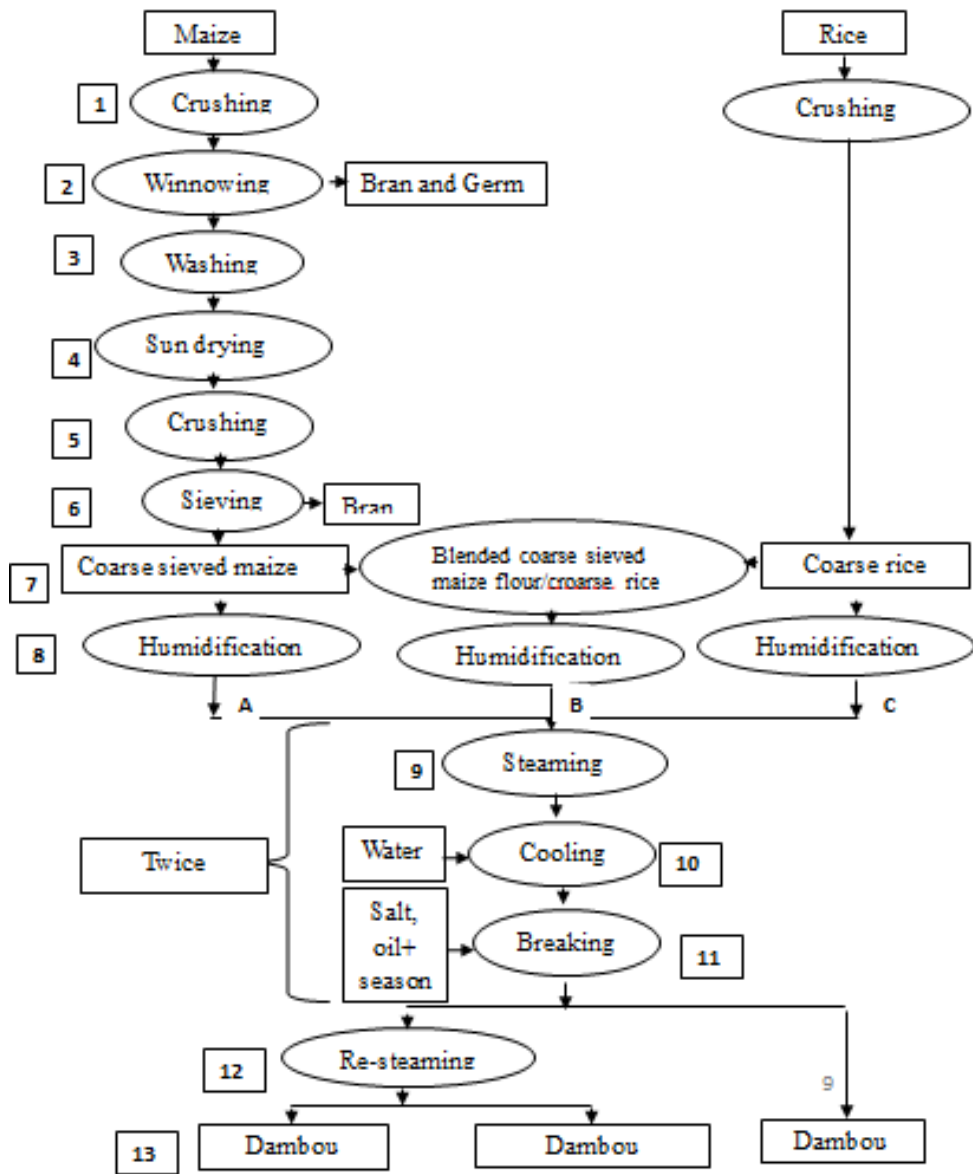 Maize
Rice
1
Crushing
Crushing
2
Winnowing
Bran and Germ
3
Washing
4
Sun drying
5
Crushing
6
Sieving
Bran
7
Coarse sieved maize
Blended coarse sieved
maize flour/croarse. rice
Coarse rice
8
Humidification
Humidification
Humidification
A
B
C
9
Steaming
Twice
Water
Cooling
10
Salt,
oil+
season
Breaking
11
12
Re-steaming
9
13
Dambou
Dambou
Dambou